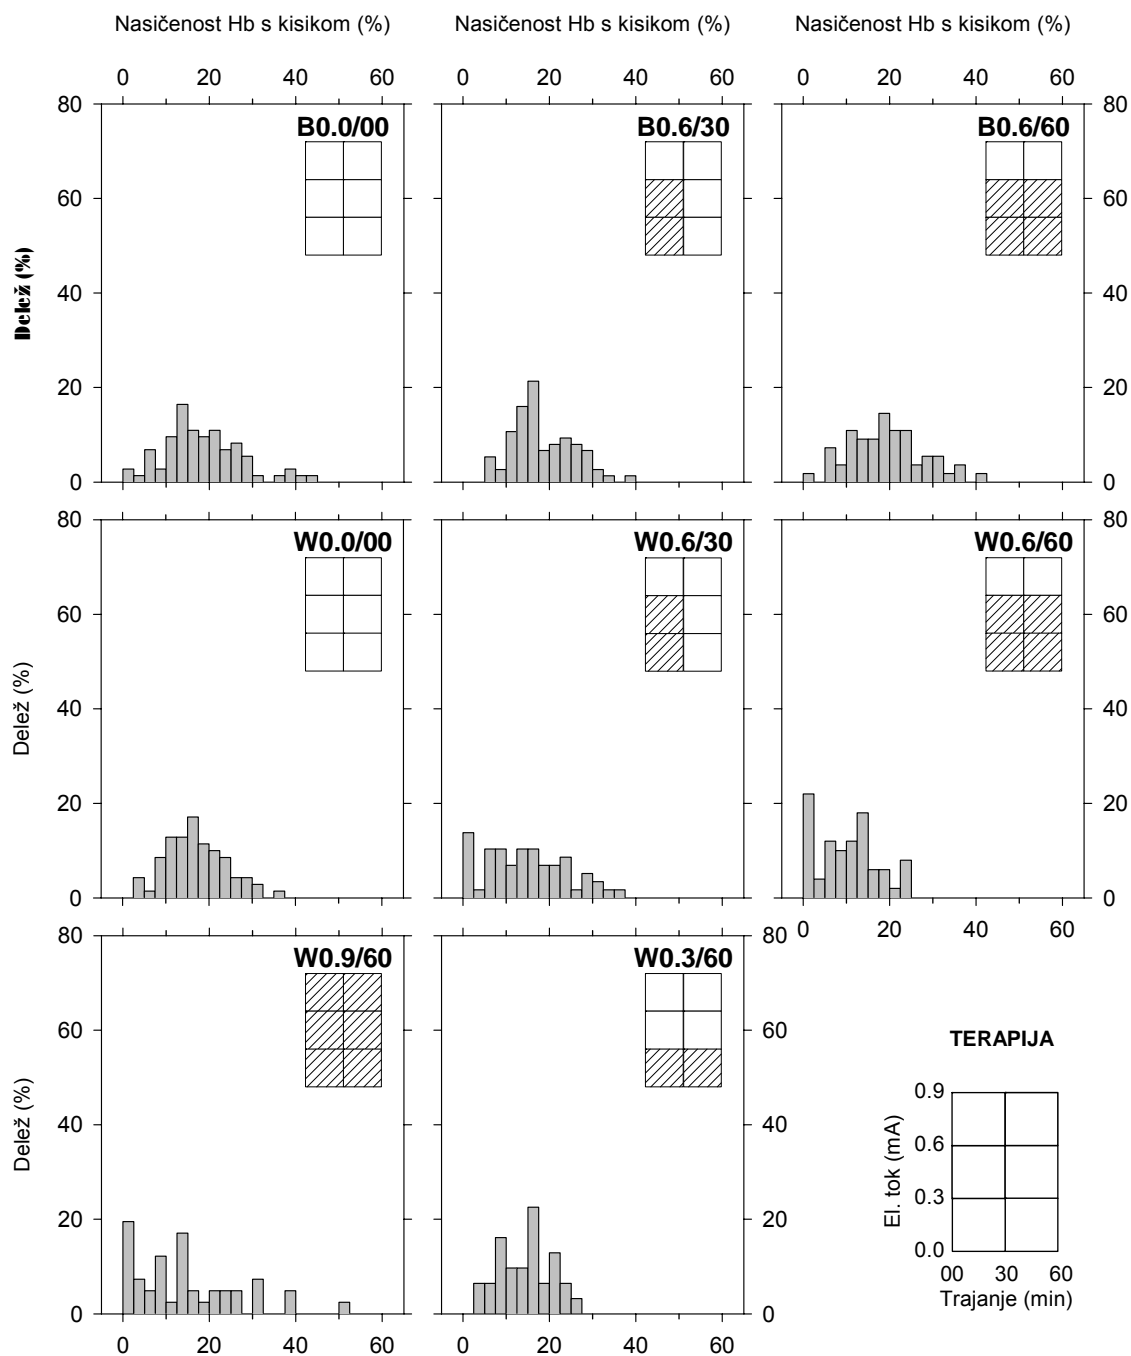 Nasičenost Hb s kisikom (%) Nasičenost Hb s kisikom (%) Nasičenost Hb s kisikom (%)
0 20 40 60 0 20 40 60 0 20 40 60
80 80
B0.0/00 B0.6/30 B0.6/60
60 60
Delež (%)
40 40
20 20
0 0
80 80
W0.0/00 W0.6/30 W0.6/60
60 60
Delež (%)
40 40
20 20
0 0
0 20 40 60
80 80
W0.9/60 W0.3/60
60 60
Delež (%)
40 40
20 20
0 0
0 20 40 60 0 20 40 60
TERAPIJA
El. tok (mA)
0.9
0.6
0.3
0.0
00 30 60
Trajanje (min)